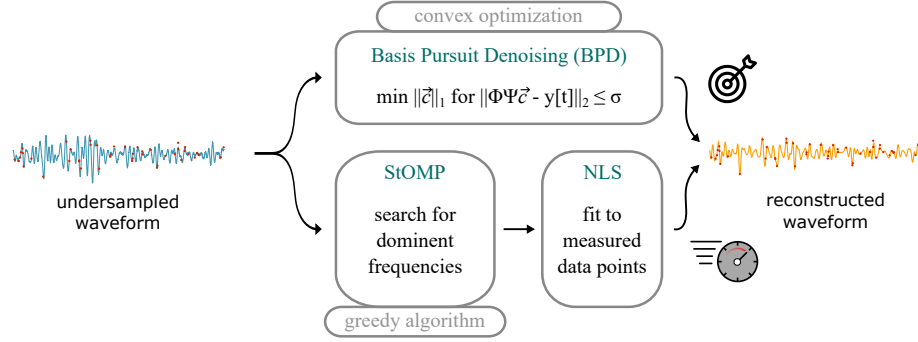 convex optimization
Basis Pursuit Denoising (BPD)
min ||c⃗||₁ for ||ΦΨc⃗ - y[t]||₂ ≤ σ
undersampled
waveform
StOMP
search for
dominent
frequencies
greedy algorithm
NLS
fit to
measured
data points
reconstructed
waveform